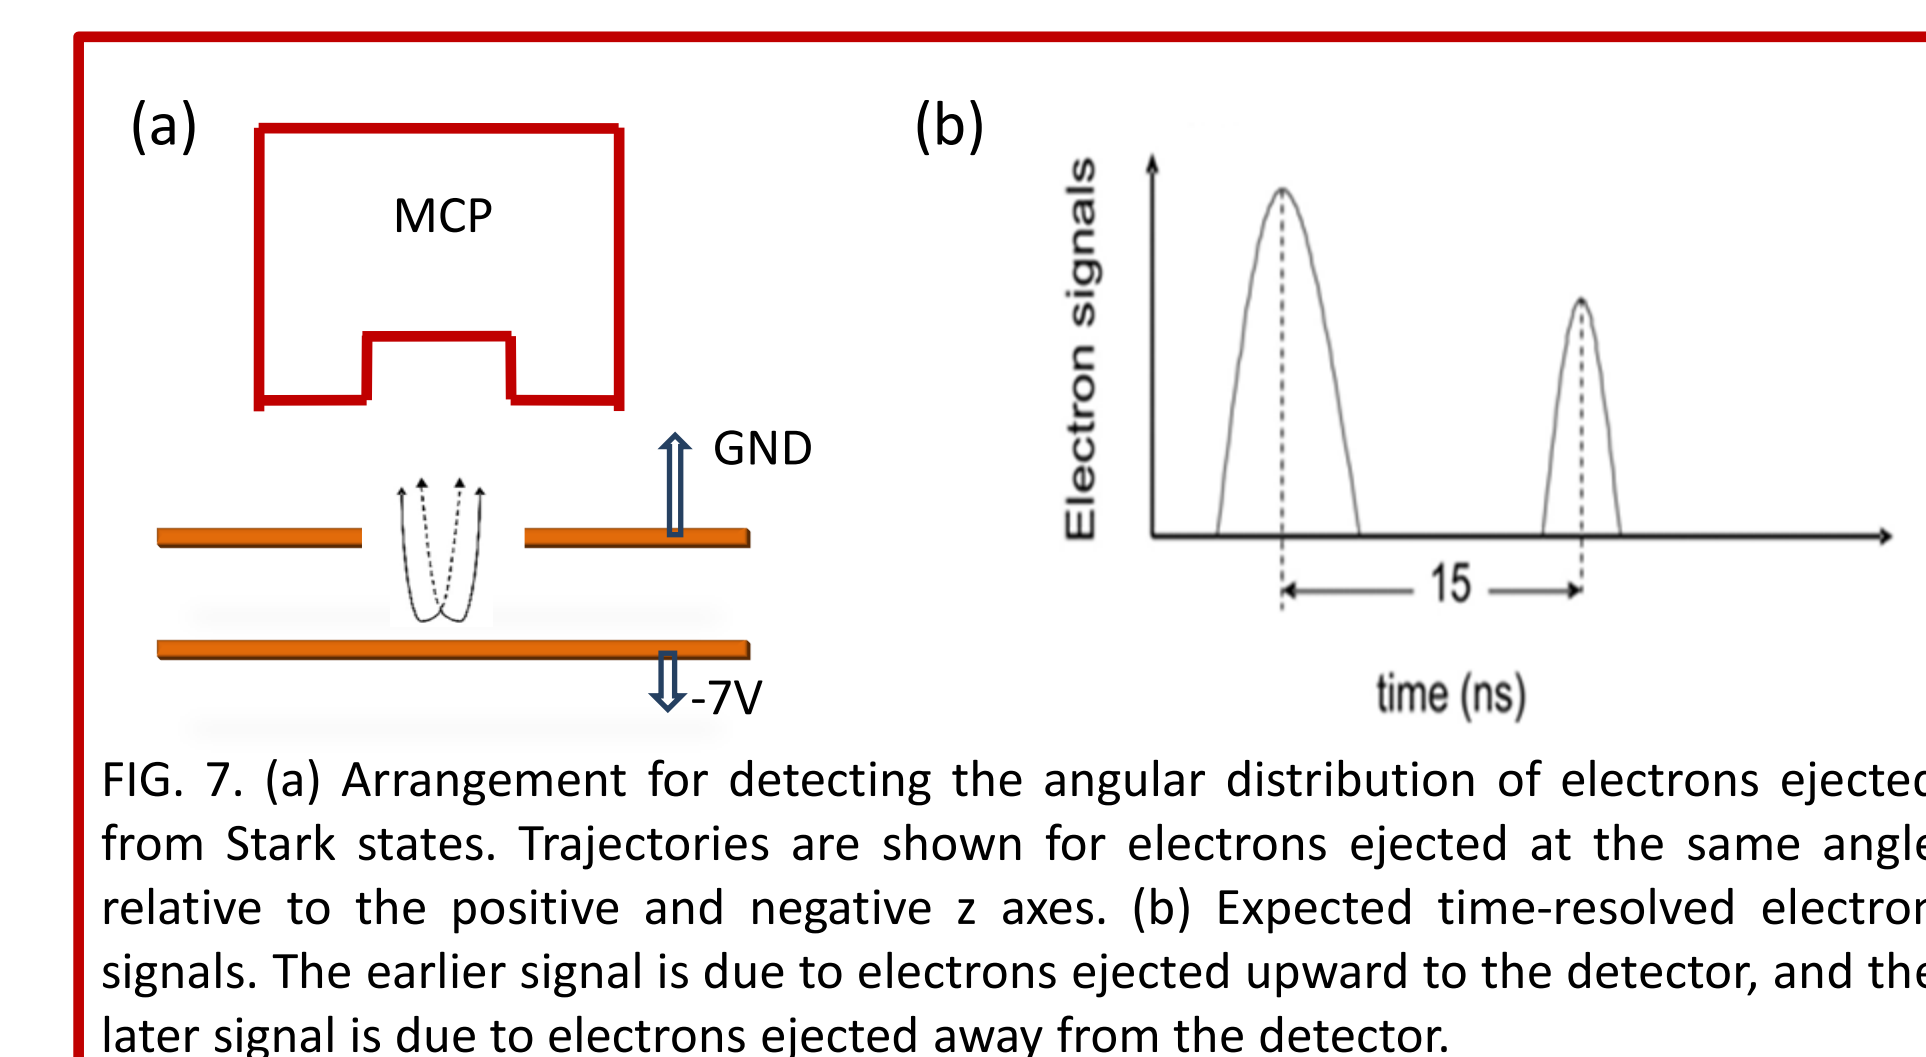 (a)
MCP
GND
-7V
(b)
Electron signals
15
time (ns)
FIG. 7. (a) Arrangement for detecting the angular distribution of electrons ejected
from Stark states. Trajectories are shown for electrons ejected at the same angle
relative to the positive and negative z axes. (b) Expected time-resolved electron
signals. The earlier signal is due to electrons ejected upward to the detector, and the
later signal is due to electrons ejected away from the detector.